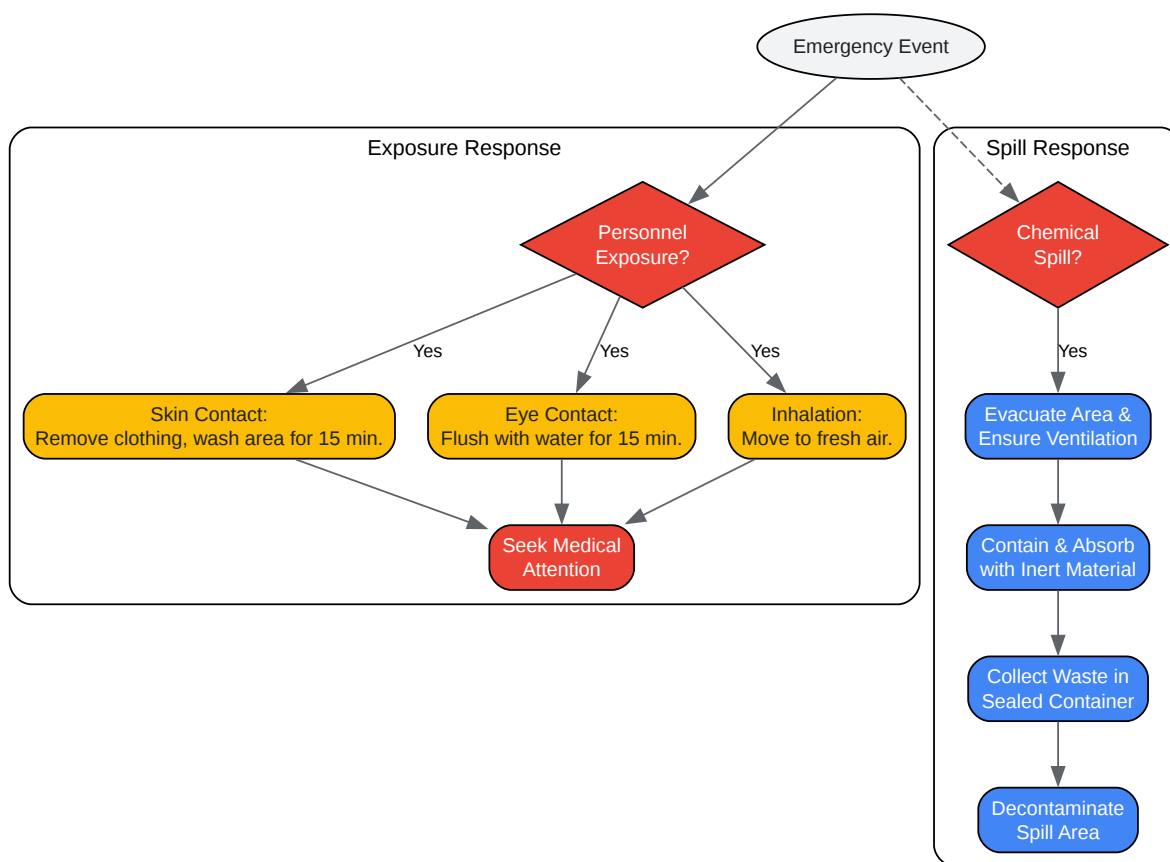 Emergency Event
Exposure Response
Spill Response
Personnel
Exposure?
Chemical
Spill?
Yes
Yes
Yes
Yes
Skin Contact:
Remove clothing, wash area for 15 min.
Eye Contact:
Flush with water for 15 min.
Inhalation:
Move to fresh air.
Evacuate Area &
Ensure Ventilation
Seek Medical
Attention
Contain & Absorb
with Inert Material
Collect Waste in
Sealed Container
Decontaminate
Spill Area